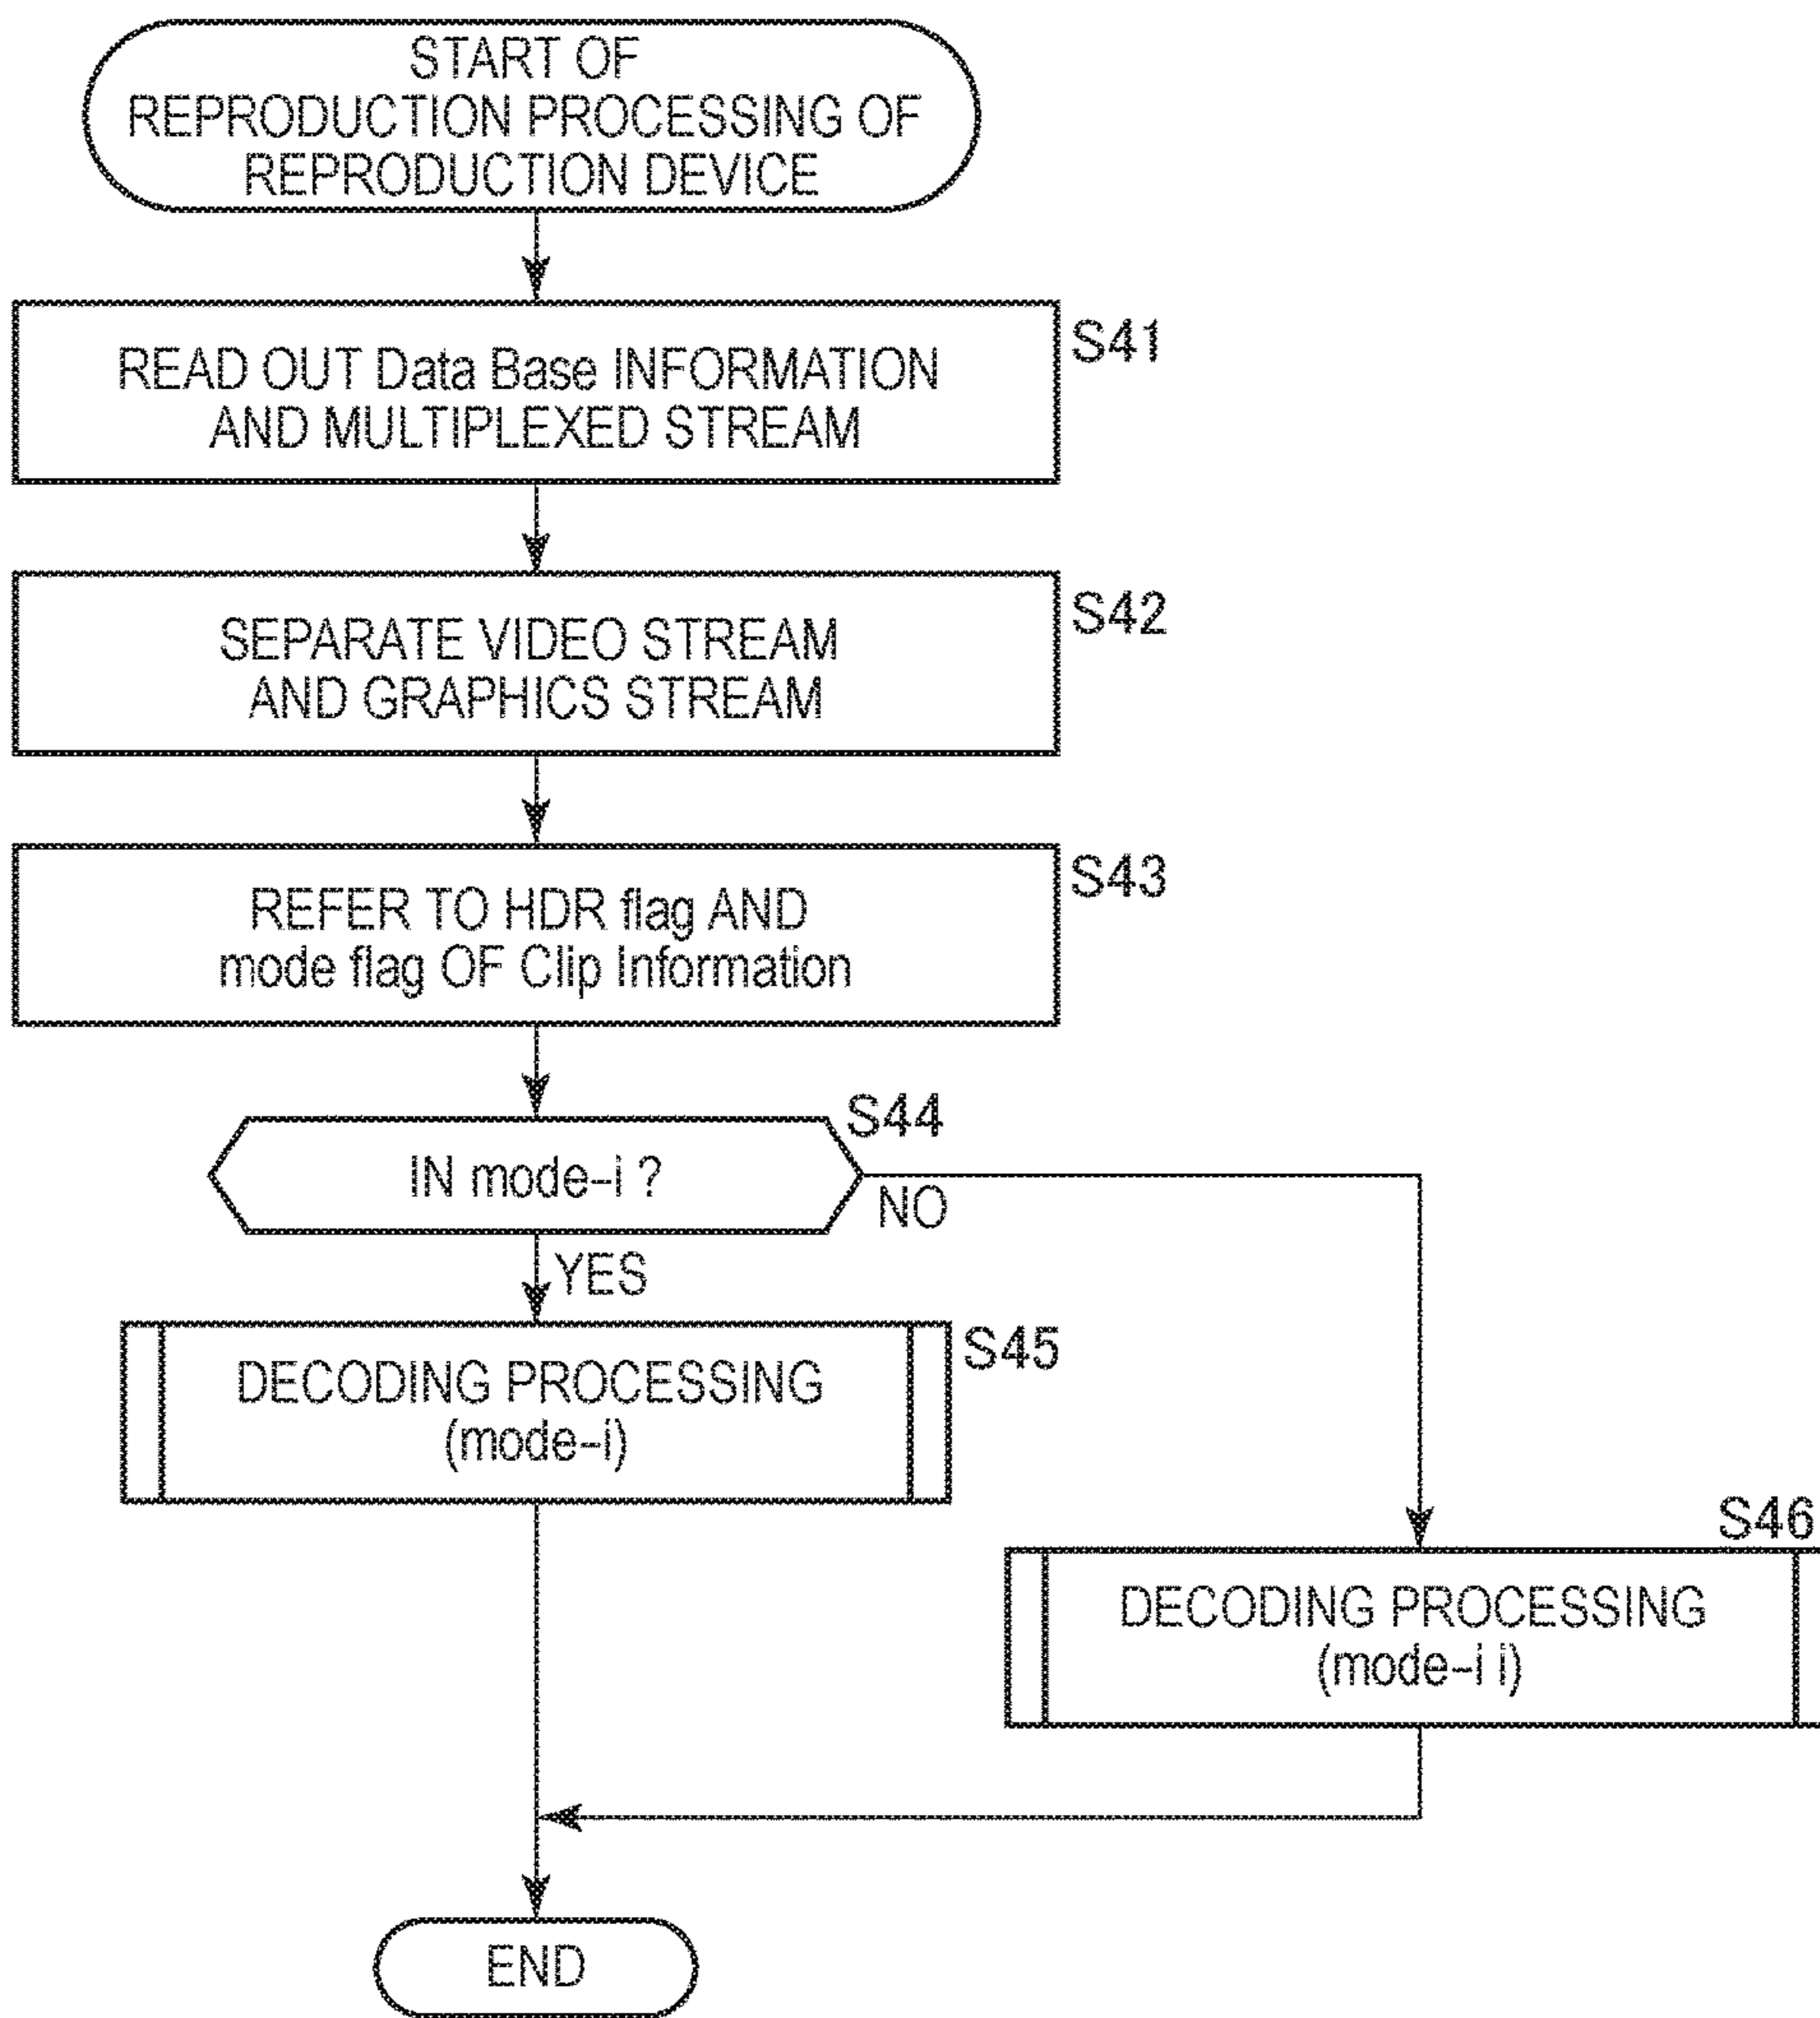 START OF
REPRODUCTION PROCESSING OF
REPRODUCTION DEVICE
S41
READ OUT Data Base INFORMATION
AND MULTIPLEXED STREAM
S42
SEPARATE VIDEO STREAM
AND GRAPHICS STREAM
S43
REFER TO HDR flag AND
mode flag OF Clip Information
S44
IN mode-i ?
NO
YES
S45
DECODING PROCESSING
(mode-i)
S46
DECODING PROCESSING
(mode-i i)
END